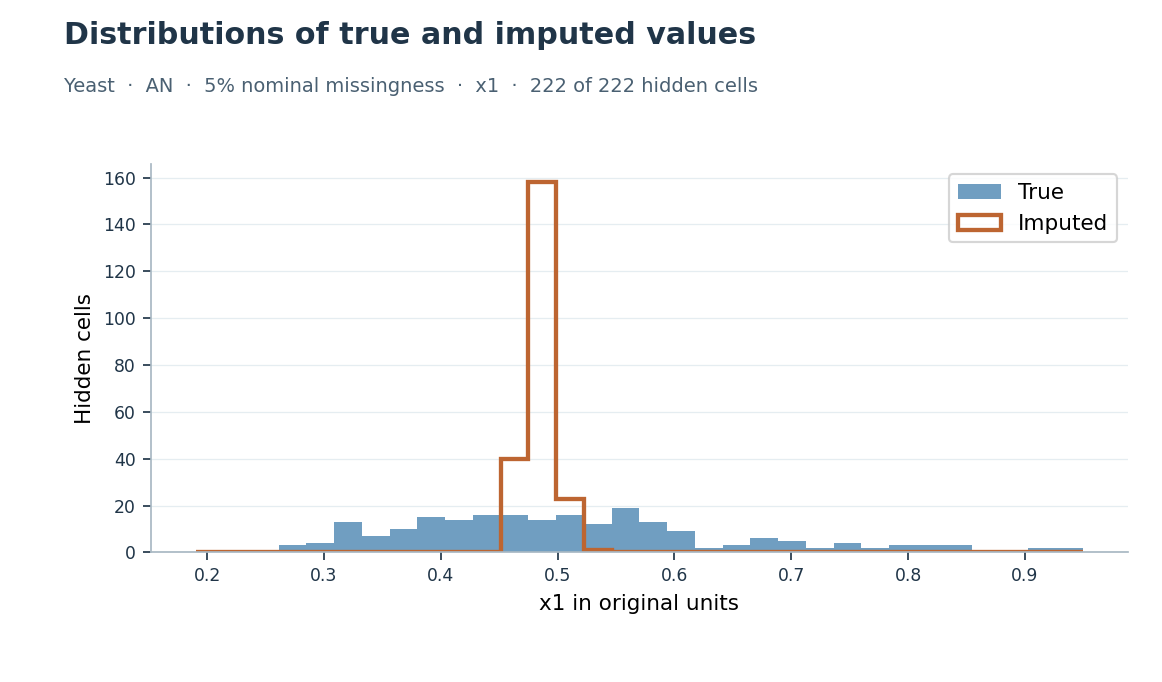 Distributions of true and imputed values
Yeast · AN · 5% nominal missingness · x1 · 222 of 222 hidden cells
160
140
120
100
80
60
40
20
0
Hidden cells
True
Imputed
0.2 0.3 0.4 0.5 0.6 0.7 0.8 0.9
x1 in original units